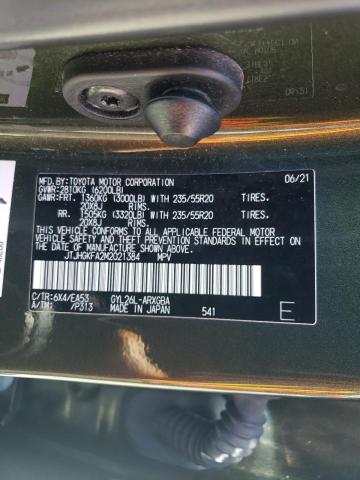 MFD. BY: TOYOTA MOTOR CORPORATION 06/21
GVWR: 2810KG (6200LB)
GAWR: FRT. 1360KG (3000LB) WITH 235/55R20 TIRES.
20X8J RIMS.
RR. 1505KG (3320LB) WITH 235/55R20 TIRES.
20X8J RIMS.
THIS VEHICLE CONFORMS TO ALL APPLICABLE FEDERAL MOTOR
VEHICLE SAFETY AND THEFT PREVENTION STANDARDS IN EFFECT ON
THE DATE OF MANUFACTURE SHOWN ABOVE.
JTJHGKFA2M2021384 MPV
C/TR: 6X4/EA53 GYL26L-ARXGBA
A/TM: /P313 MADE IN JAPAN 541 E